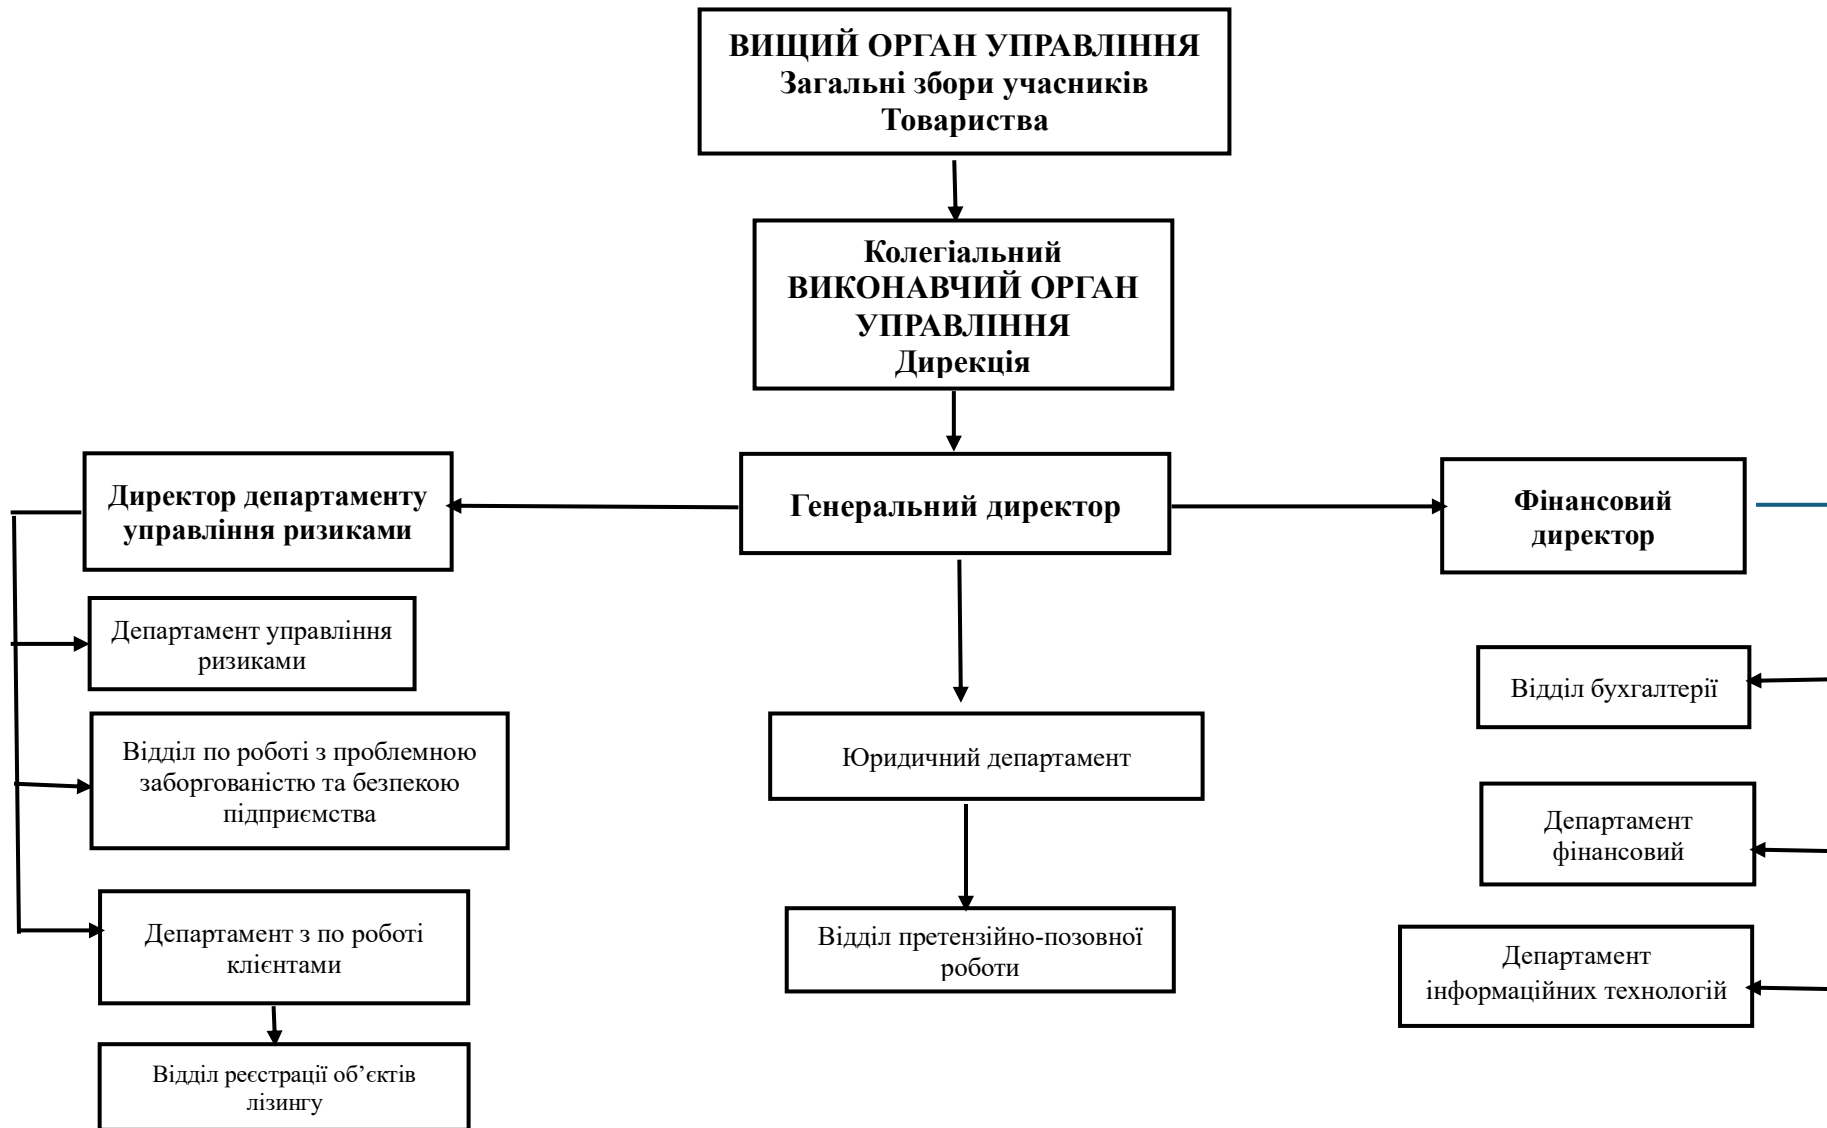 ВИЩИЙ ОРГАН УПРАВЛІННЯ
Загальні збори учасників
Товариства
Колегіальний
ВИКОНАВЧИЙ ОРГАН
УПРАВЛІННЯ
Дирекція
Директор департаменту
управління ризиками
Генеральний директор
Фінансовий
директор
Департамент управління
ризиками
Відділ по роботі з проблемною
заборгованістю та безпекою
підприємства
Департамент з по роботі
клієнтами
Відділ реєстрації об’єктів
лізингу
Юридичний департамент
Відділ претензійно-позовної
роботи
Відділ бухгалтерії
Департамент
фінансовий
Департамент
інформаційних технологій